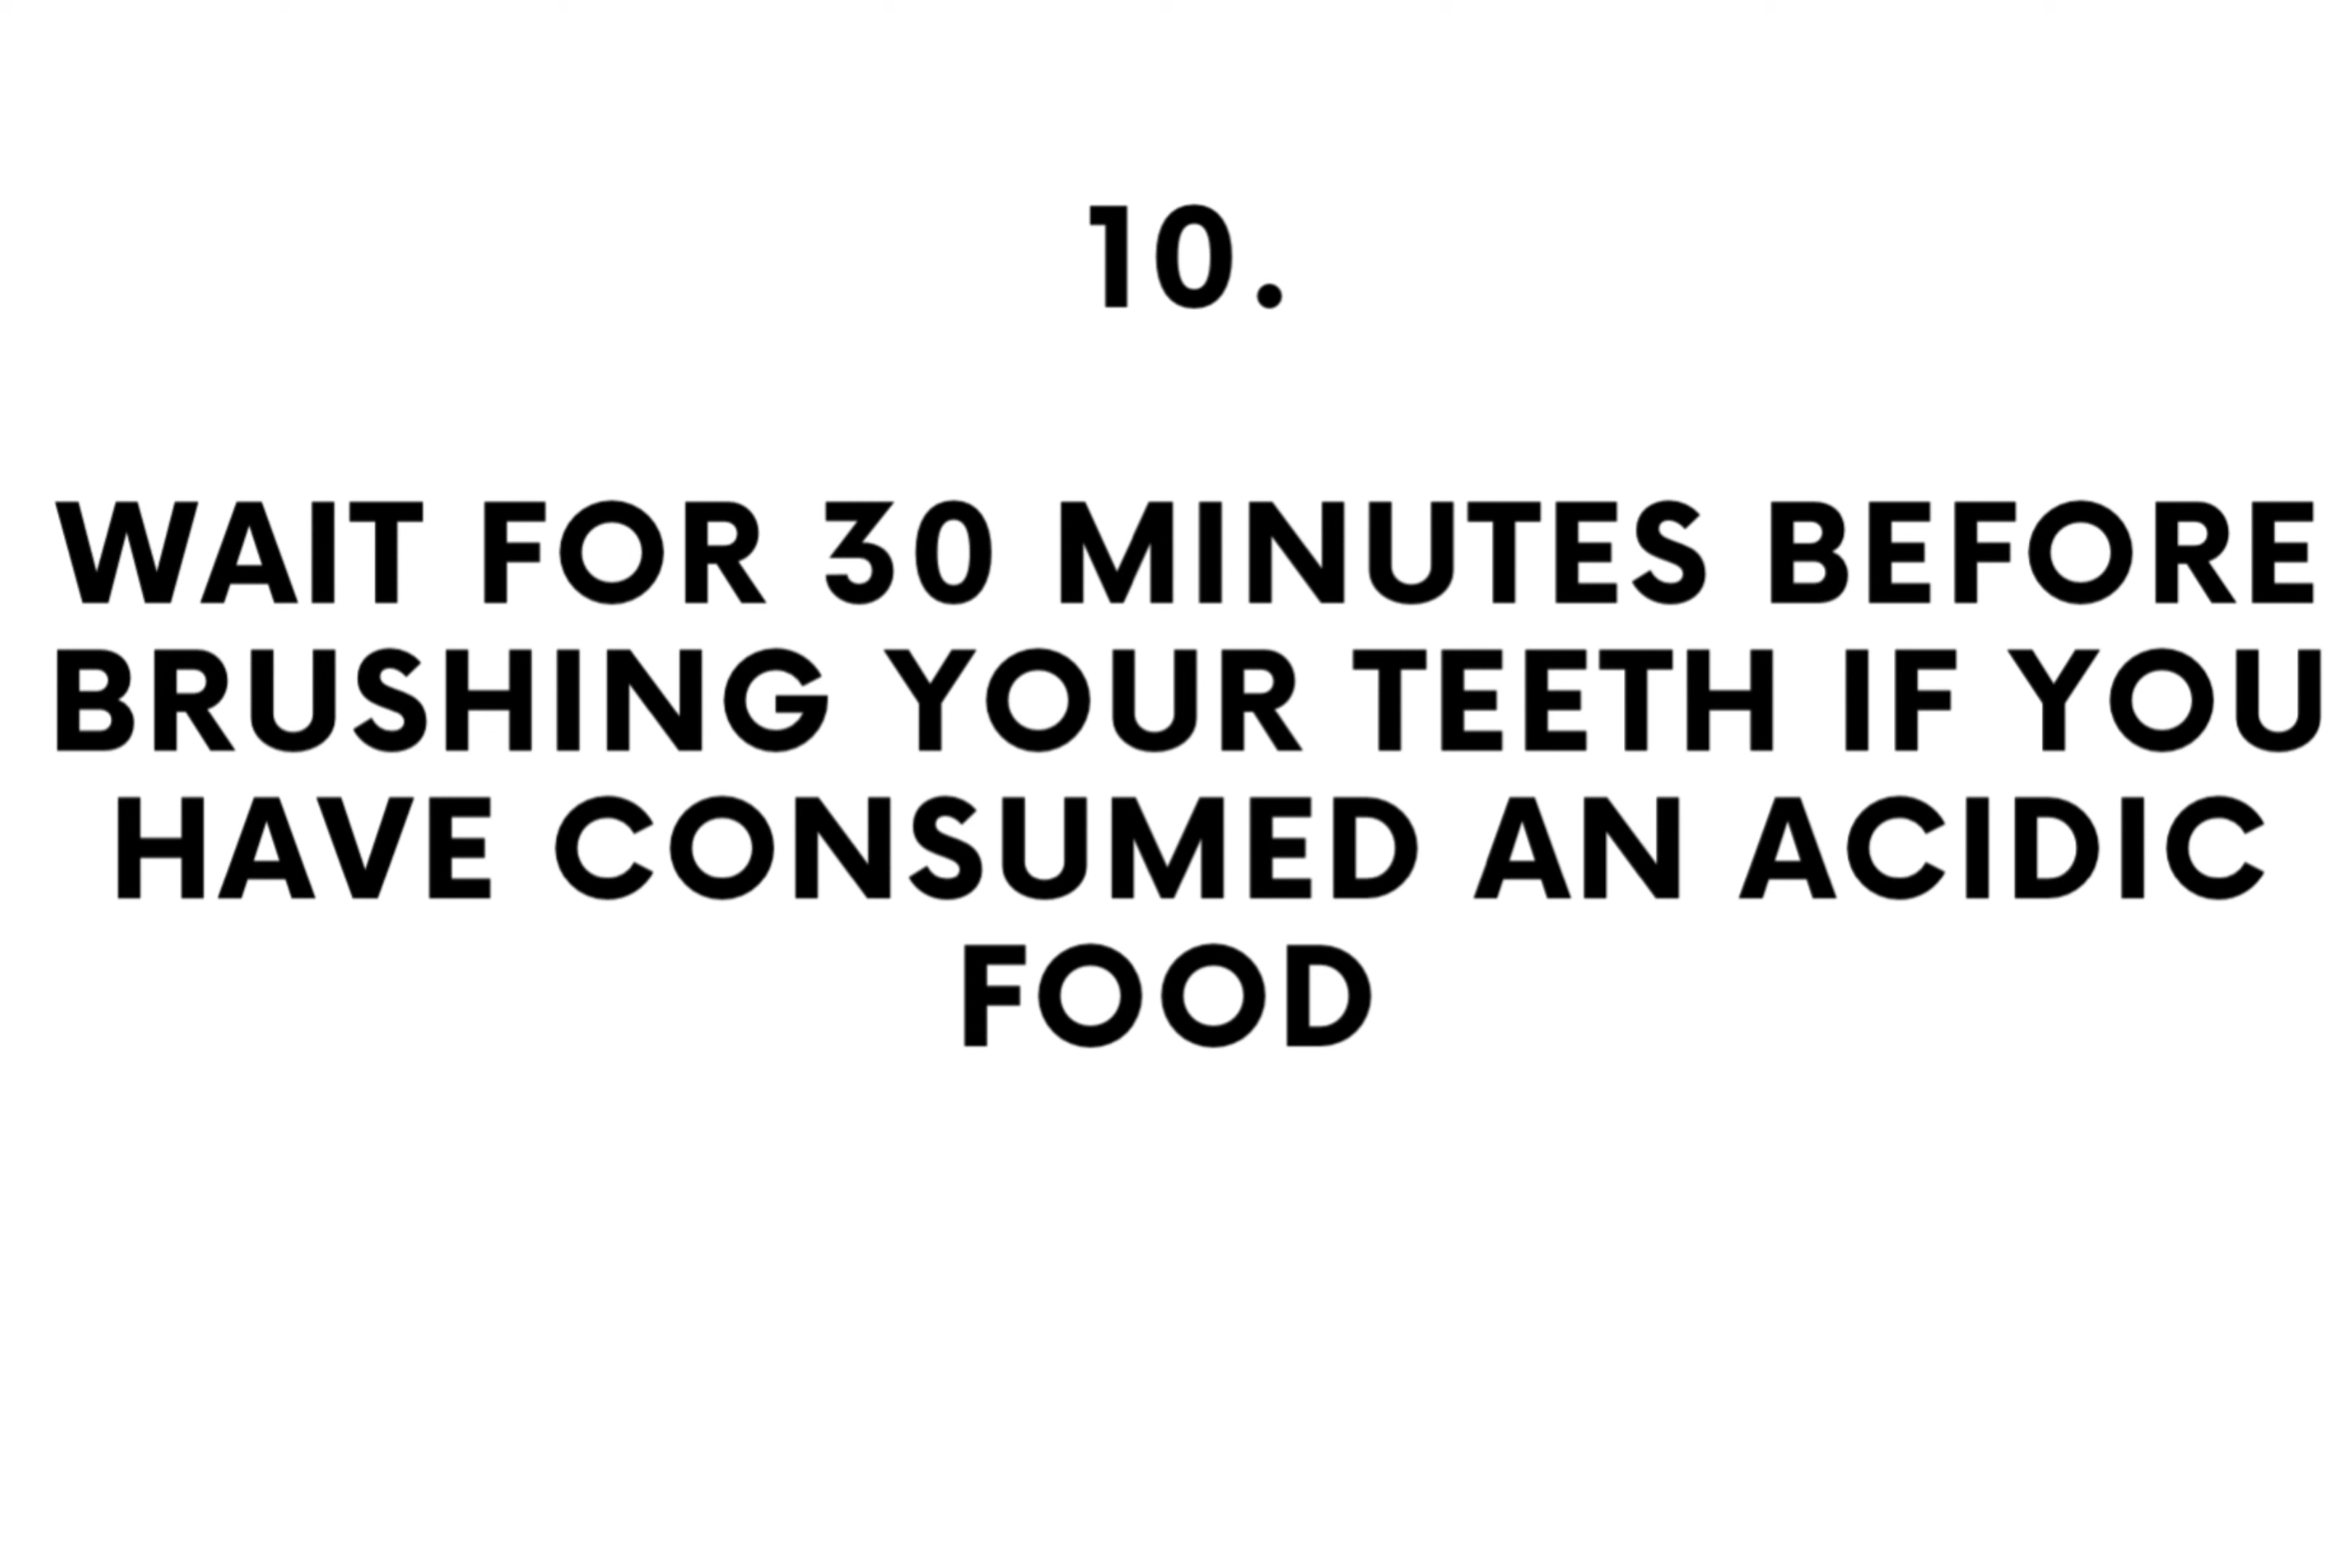 10.
WAIT FOR 30 MINUTES BEFORE
BRUSHING YOUR TEETH IF YOU
HAVE CONSUMED AN ACIDIC
FOOD